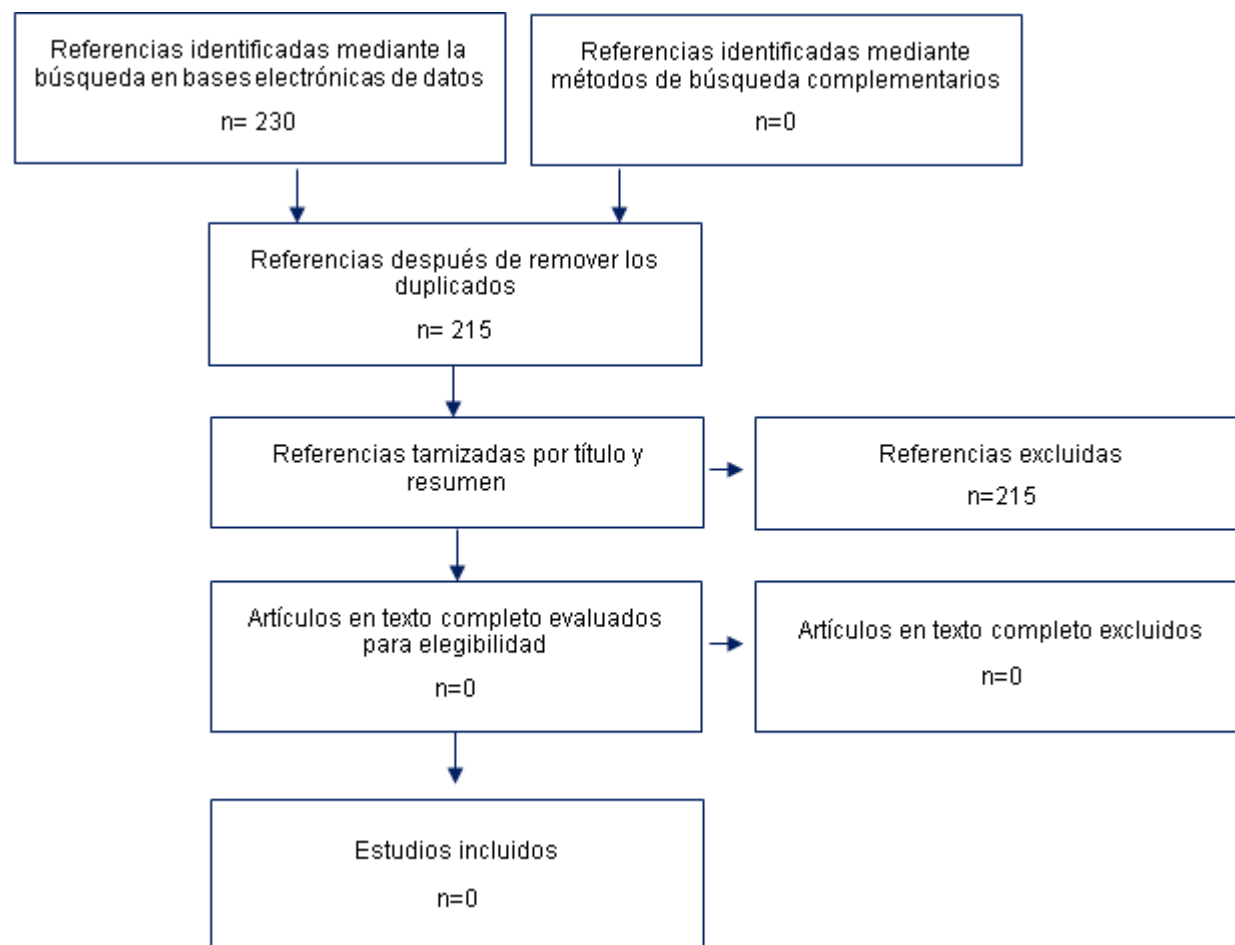 Referencias identificadas mediante la
búsqueda en bases electrónicas de datos
n= 230
Referencias identificadas mediante
métodos de búsqueda complementarios
n=0
Referencias después de remover los
duplicados
n= 215
Referencias tamizadas por título y
resumen
Referencias excluidas
n=215
Artículos en texto completo evaluados
para elegibilidad
n=0
Artículos en texto completo excluidos
n=0
Estudios incluidos
n=0